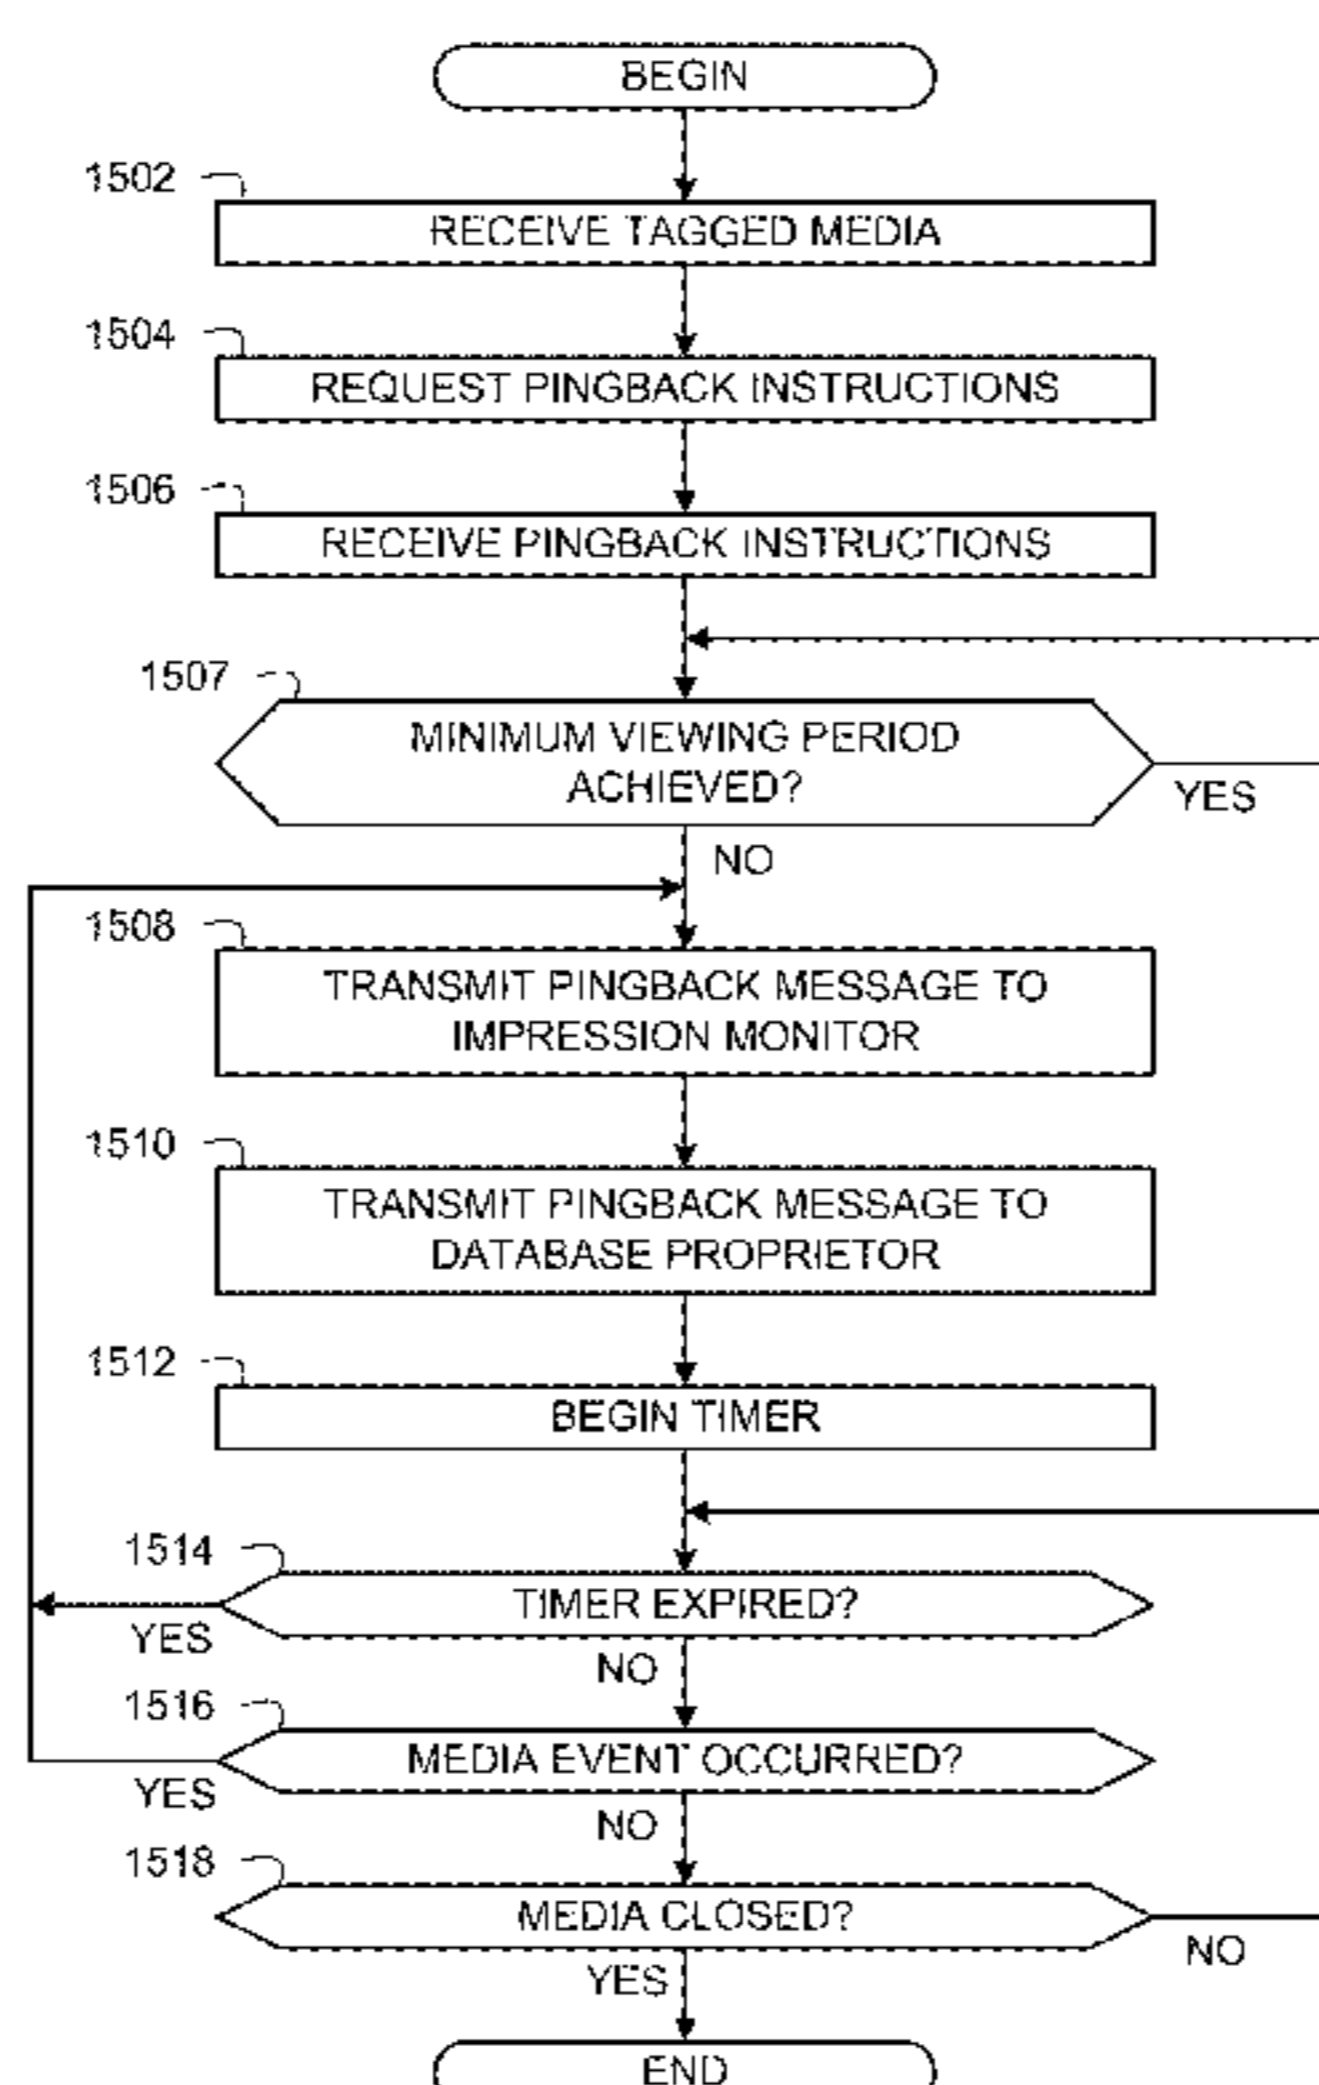 BEGIN
1502
RECEIVE TAGGED MEDIA
1504
REQUEST PINGBACK INSTRUCTIONS
1506
RECEIVE PINGBACK INSTRUCTIONS
1507
MINIMUM VIEWING PERIOD
ACHIEVED?
YES
NO
1508
TRANSMIT PINGBACK MESSAGE TO
IMPRESSION MONITOR
1510
TRANSMIT PINGBACK MESSAGE TO
DATABASE PROPRIETOR
1512
BEGIN TIMER
1514
TIMER EXPIRED?
YES
NO
1516
MEDIA EVENT OCCURRED?
YES
NO
1518
MEDIA CLOSED?
NO
YES
END